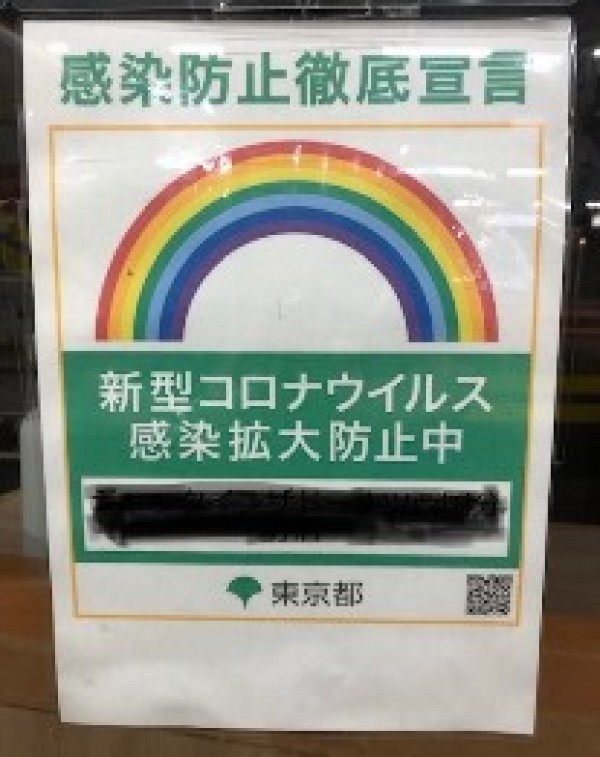 感染防止徹底宣言
新型コロナウイルス
感染拡大防止中
東京都